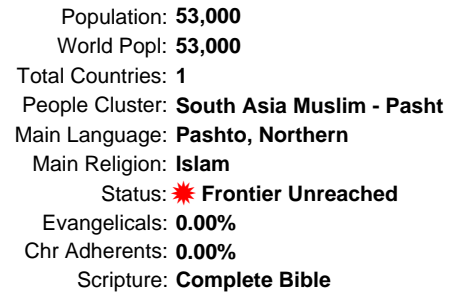 Population: 53,000
World Popl: 53,000
Total Countries: 1
People Cluster: South Asia Muslim - Pasht
Main Language: Pashto, Northern
Main Religion: Islam
Status: Frontier Unreached
Evangelicals: 0.00%
Chr Adherents: 0.00%
Scripture: Complete Bible